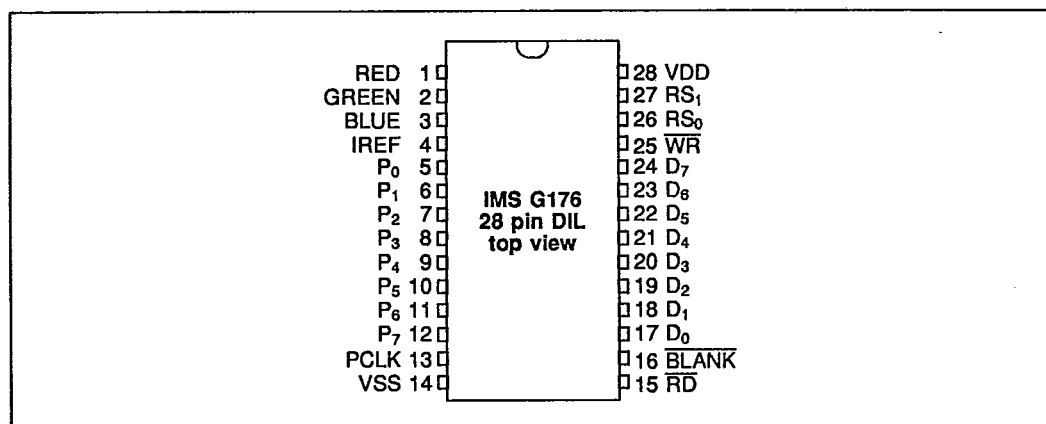 RED 1 28 VDD
GREEN 2 27 RS₁
BLUE 3 26 RS₀
IREF 4 25 W̅R̅
P₀ 5 24 D₇
P₁ 6 23 D₆
P₂ 7 22 D₅
P₃ 8 21 D₄
P₄ 9 20 D₃
P₅ 10 19 D₂
P₆ 11 18 D₁
P₇ 12 17 D₀
PCLK 13 16 B̅L̅A̅N̅K̅
VSS 14 15 R̅D̅
IMS G176
28 pin DIL
top view